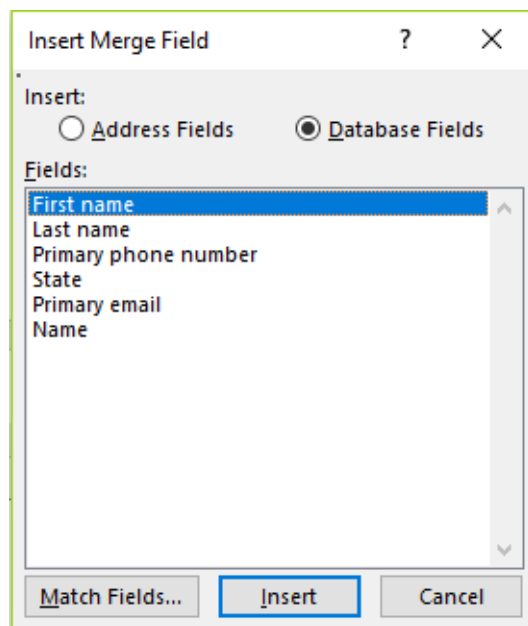 Insert Merge Field ? X
Insert:
Address Fields Database Fields
Fields:
First name
Last name
Primary phone number
State
Primary email
Name
Match Fields... Insert Cancel